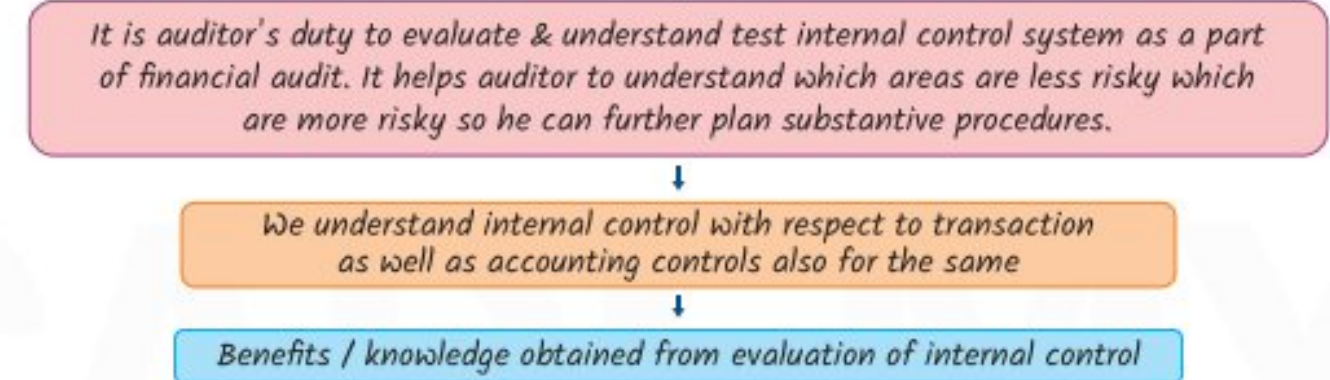 It is auditor's duty to evaluate & understand test internal control system as a part
of financial audit. It helps auditor to understand which areas are less risky which
are more risky so he can further plan substantive procedures.
We understand internal control with respect to transaction
as well as accounting controls also for the same
Benefits / knowledge obtained from evaluation of internal control